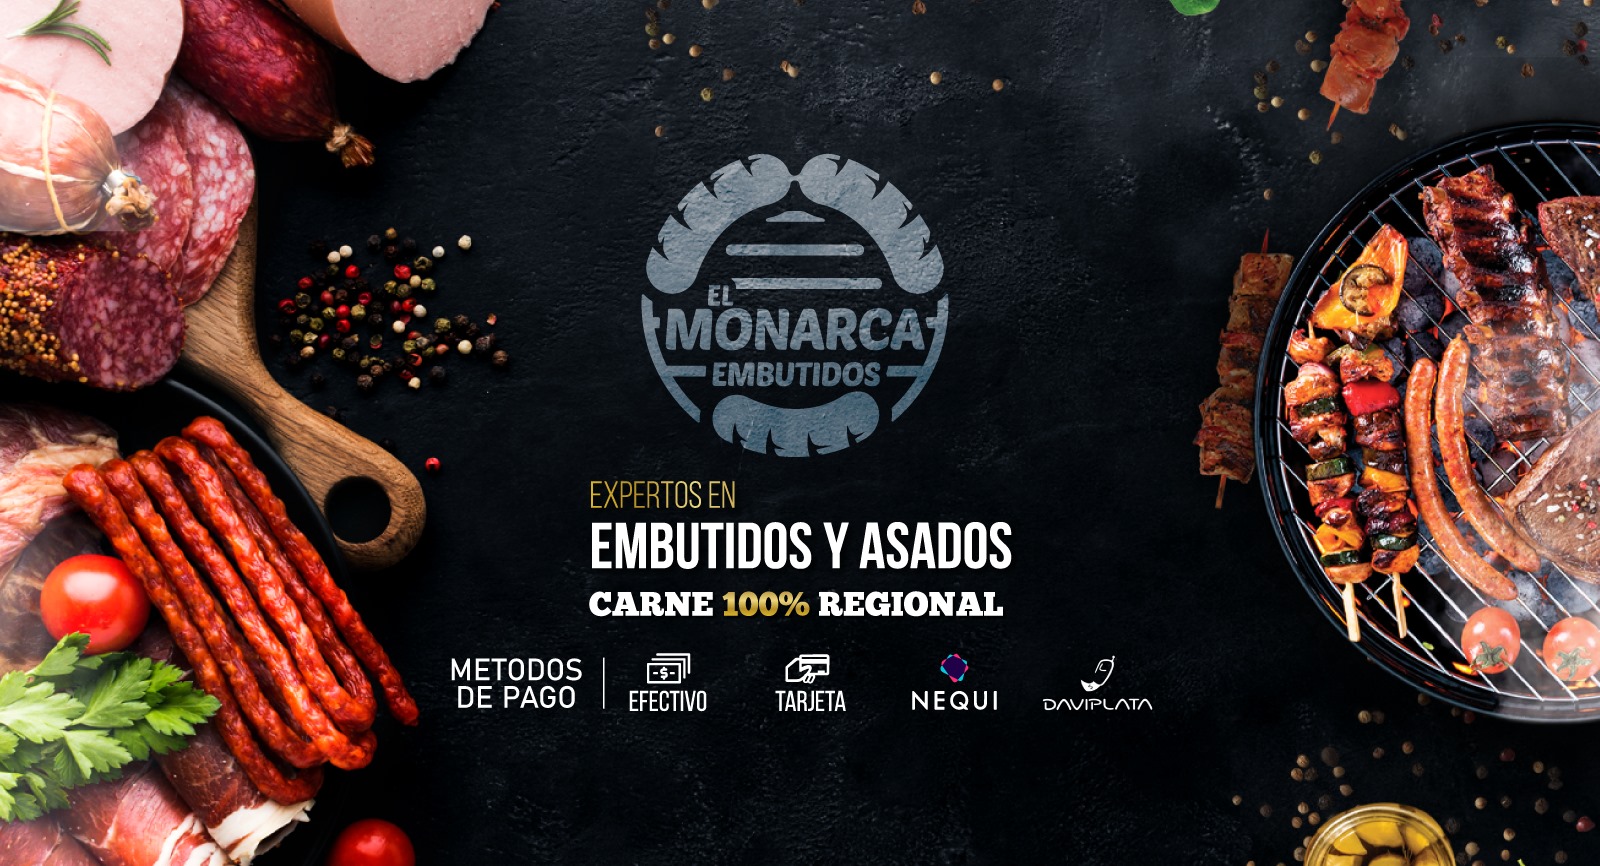 EL
MONARCA
EMBUTIDOS
EXPERTOS EN
EMBUTIDOS Y ASADOS
CARNE 100% REGIONAL
METODOS
DE PAGO
-$-
EFECTIVO
TARJETA
NEQUI
DAVIPLATA